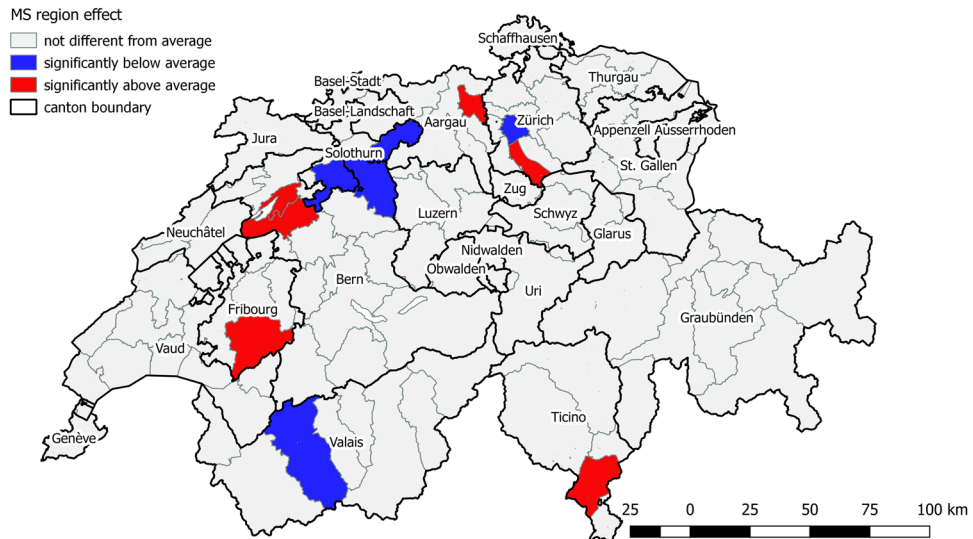 MS region effect
not different from average
significantly below average
significantly above average
canton boundary
Schaffhausen
Thurgau
Basel-Stadt
Basel-Landschaft
Aargau
Zürich
Appenzell Ausserrhoden
Jura
Solothurn
St. Gallen
Zug
Luzern
Schwyz
Neuchâtel
Glarus
Nidwalden
Obwalden
Bern
Uri
Fribourg
Graubünden
Vaud
Ticino
Genève
Valais
25 0 25 50 75 100 km